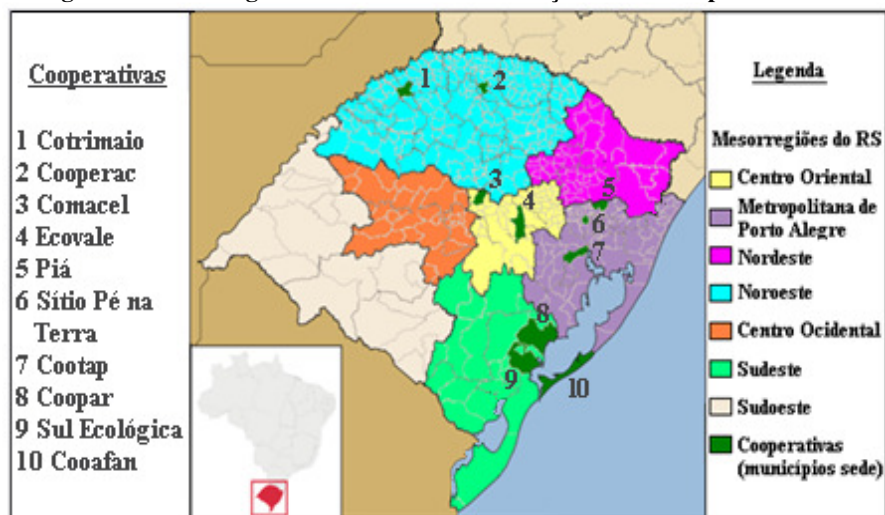 Cooperativas
1 Cotrimaio
2 Cooperac
3 Comacel
4 Ecovale
5 Piá
6 Sítio Pé na
Terra
7 Cootap
8 Coopar
9 Sul Ecológica
10 Cooafan
1
2
3
4
5
6
7
8
9
10
Legenda
Mesorregiões do RS
Centro Oriental
Metropolitana de
Porto Alegre
Nordeste
Noroeste
Centro Ocidental
Sudeste
Sudoeste
Cooperativas
(municípios sede)